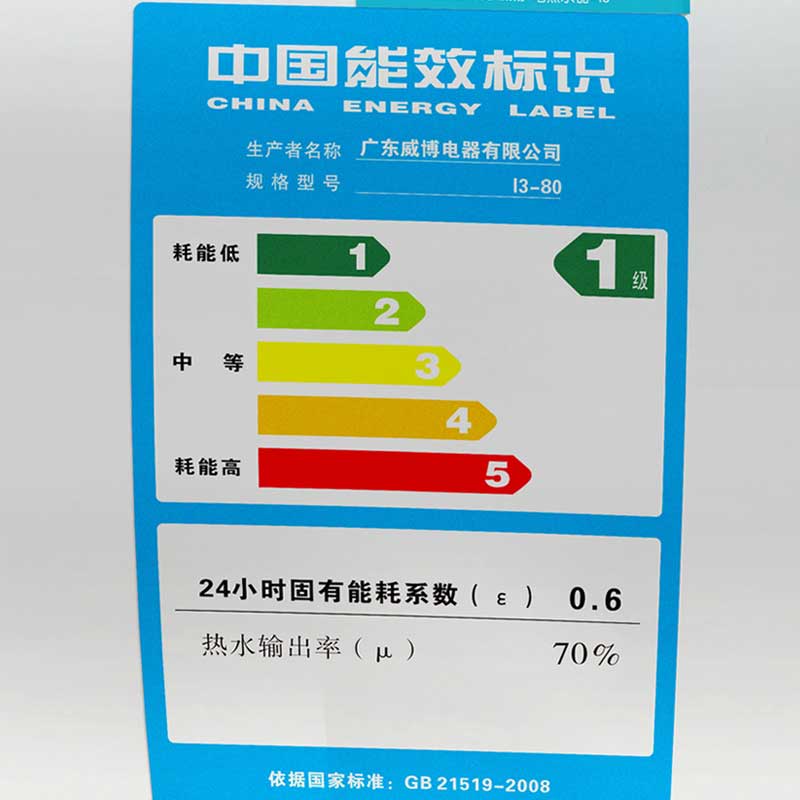 中国能效标识
CHINA ENERGY LABEL
生产者名称 广东威博电器有限公司
规格型号 I3-80
耗能低 1 1级
2
中等 3
4
耗能高 5
24小时固有能耗系数(ε) 0.6
热水输出率(μ) 70%
依据国家标准: GB 21519-2008